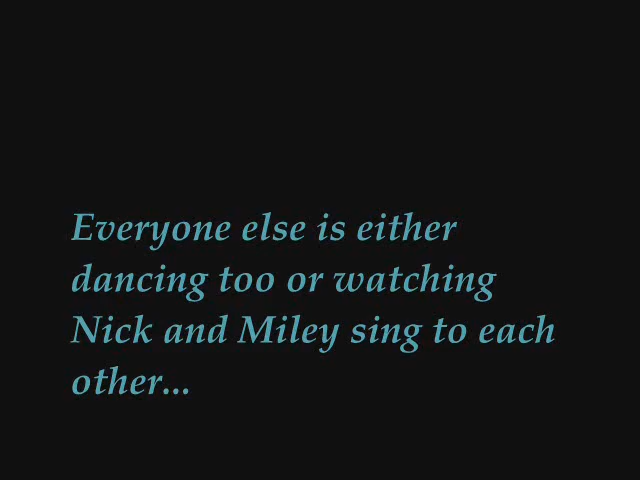 Everyone else is either
dancing too or watching
Nick and Miley sing to each
other...